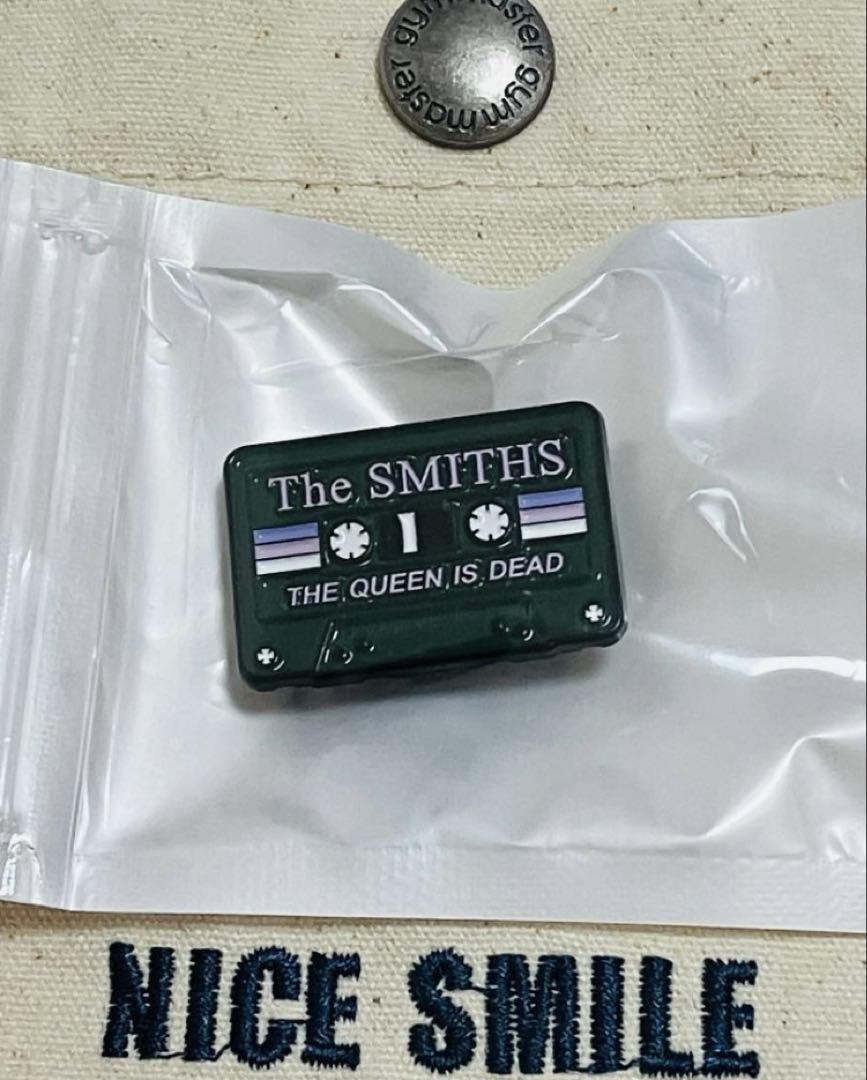 gym master gym master
The SMITHS
THE QUEEN IS DEAD
NICE SMILE